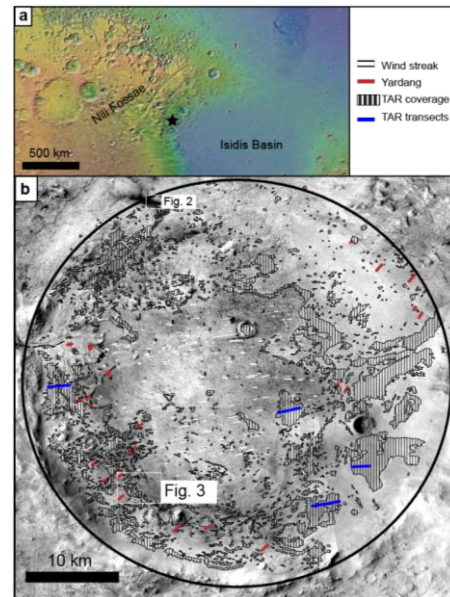 a
Nili Fossae
Isidis Basin
500 km
Wind streak
Yardang
TAR coverage
TAR transects
b
Fig. 2
Fig. 3
10 km